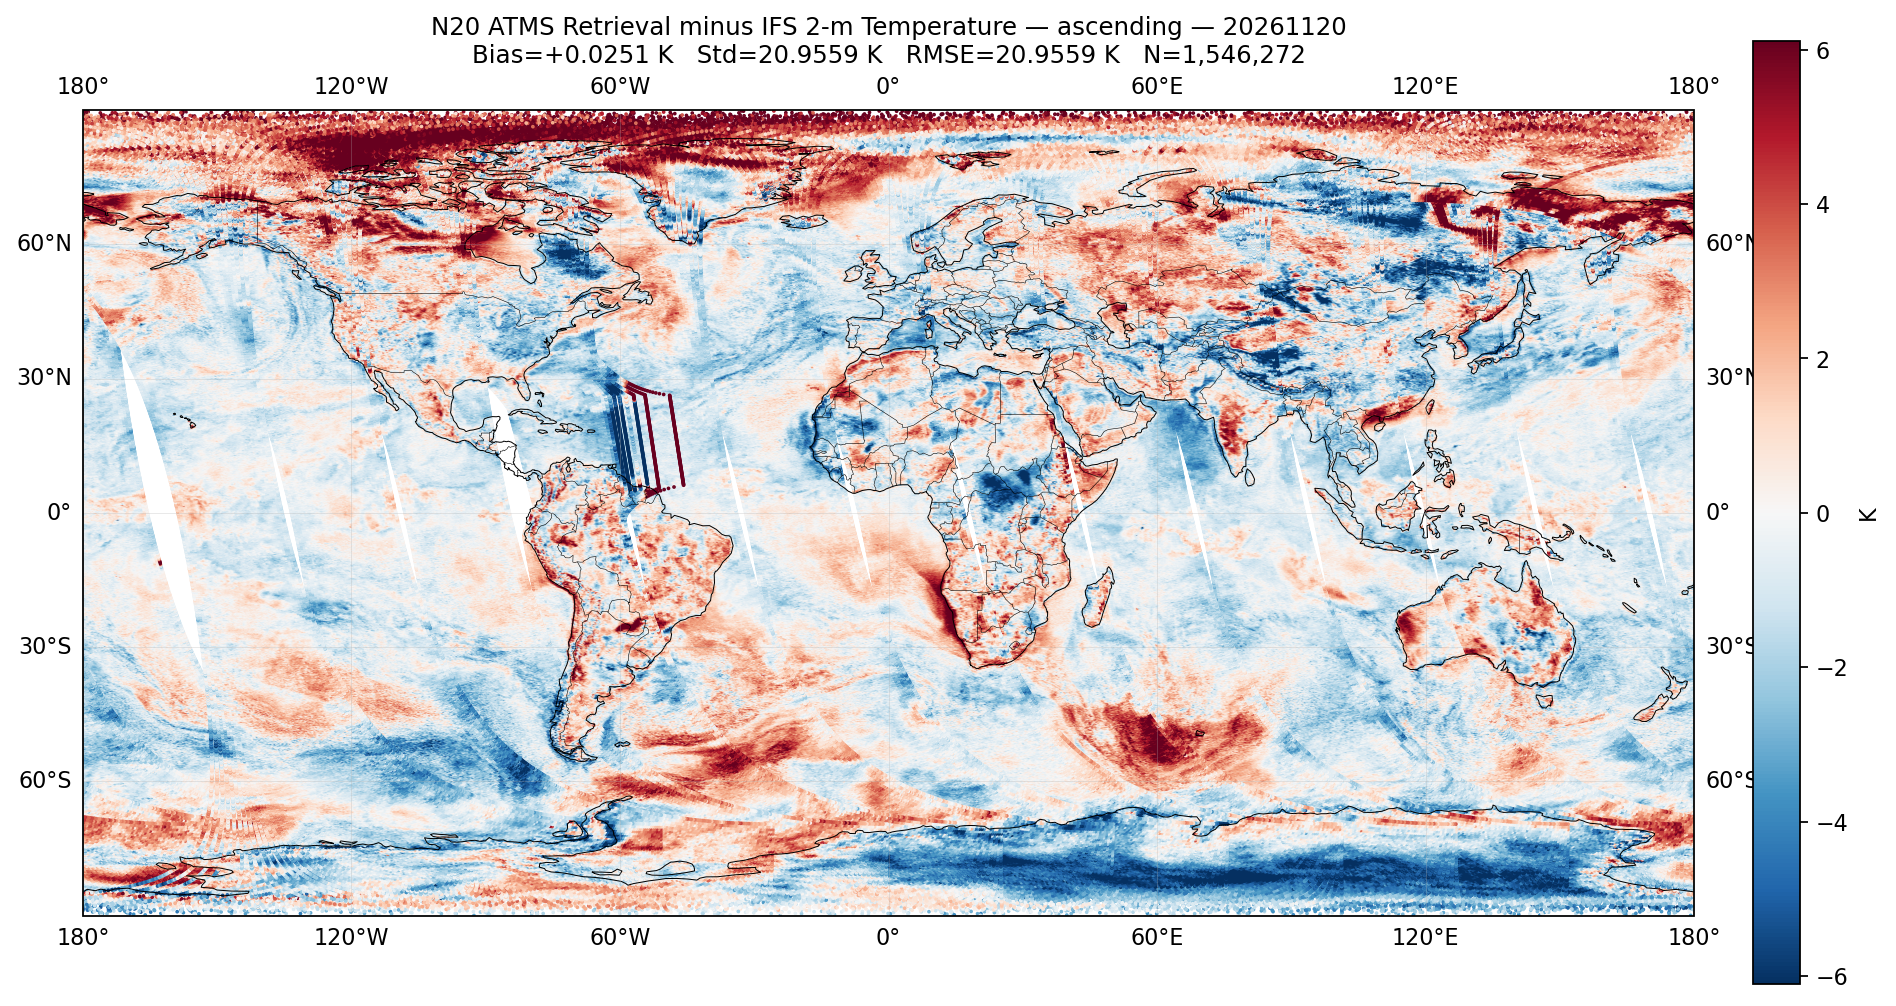 N20 ATMS Retrieval minus IFS 2-m Temperature — ascending — 20261120
Bias=+0.0251 K   Std=20.9559 K   RMSE=20.9559 K   N=1,546,272
180° 120°W 60°W 0° 60°E 120°E 180°
6
60°N 60°N
4
30°N 30°N
2
0° 0°
0
K
30°S 30°S
−2
60°S 60°S
−4
180° 120°W 60°W 0° 60°E 120°E 180°
−6